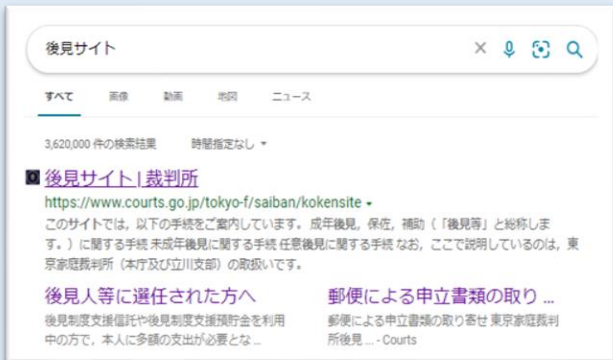 後見サイト
すべて 画像 動画 地図 ニュース
3,620,000 件の検索結果 時間指定なし
後見サイト | 裁判所
https://www.courts.go.jp/tokyo-f/saiban/kokensite
このサイトでは，以下の手続をご案内しています。 成年後見，保佐，補助（「後見等」と総称しま
す。）に関する手続 未成年後見に関する手続 任意後見に関する手続 なお，ここで説明しているのは，東
京家庭裁判所（本庁及び立川支部）の取扱いです。
後見人等に選任された方へ
後見制度支援信託や後見制度支援預貯金を利用
中の方で，本人に多額の支出が必要とな ...
郵便による申立書類の取り ...
郵便による申立書類の取り寄せ 東京家庭裁判
所後見 ... - Courts